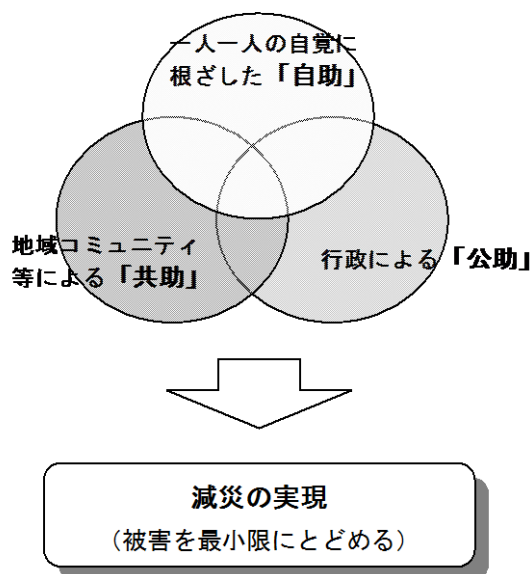 一人一人の自覚に
根ざした「自助」
地域コミュニティ
等による「共助」
行政による「公助」
減災の実現
（被害を最小限にとどめる）